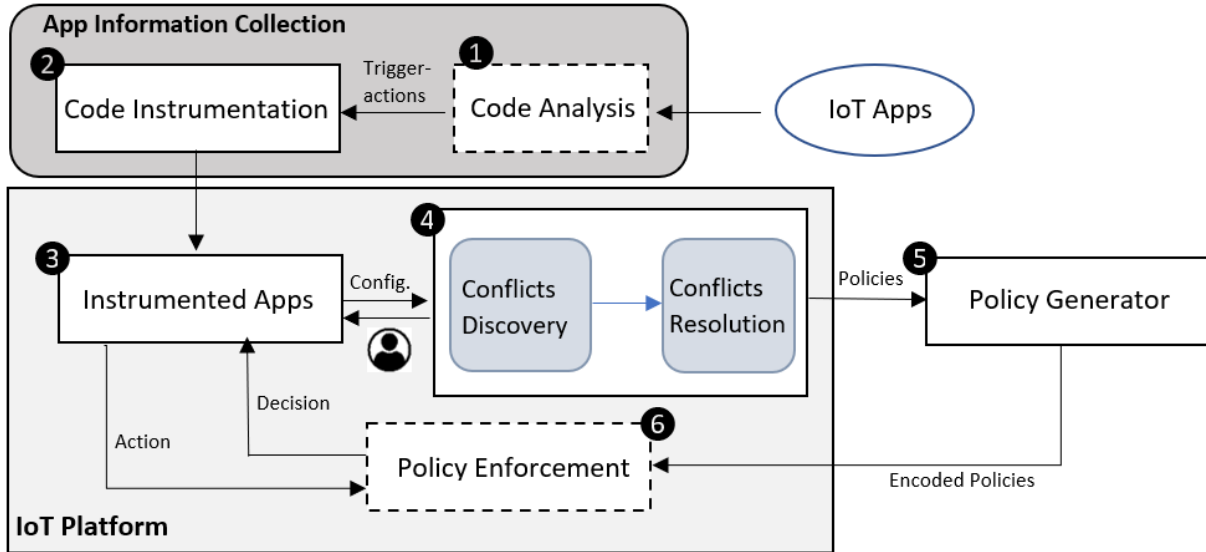 App Information Collection
2
Code Instrumentation
Trigger-
actions
1
Code Analysis
IoT Apps
3
Instrumented Apps
Config.
4
Conflicts
Discovery
Conflicts
Resolution
Policies
5
Policy Generator
Decision
Action
6
Policy Enforcement
Encoded Policies
IoT Platform